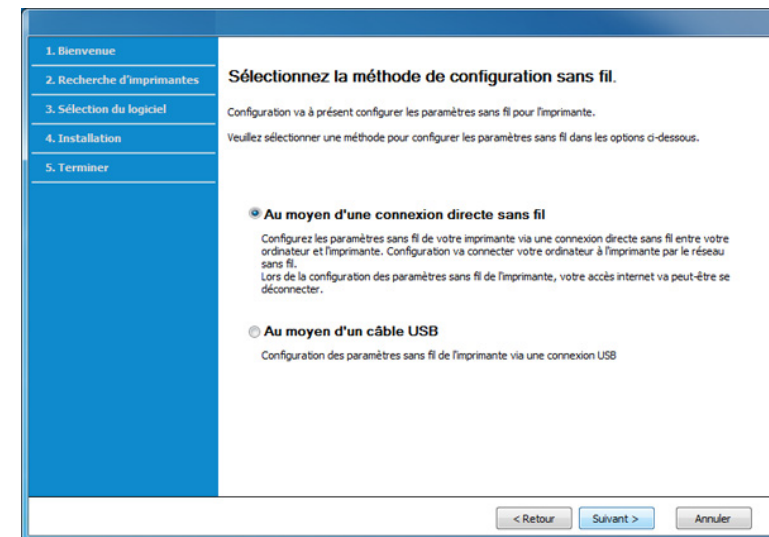 1. Bienvenue
2. Recherche d'imprimantes
3. Sélection du logiciel
4. Installation
5. Terminer
Sélectionnez la méthode de configuration sans fil.
Configuration va à présent configurer les paramètres sans fil pour l'imprimante.
Veuillez sélectionner une méthode pour configurer les paramètres sans fil dans les options ci-dessous.
Au moyen d'une connexion directe sans fil
Configurez les paramètres sans fil de votre imprimante via une connexion directe sans fil entre votre
ordinateur et l'imprimante. Configuration va connecter votre ordinateur à l'imprimante par le réseau
sans fil.
Lors de la configuration des paramètres sans fil de l'imprimante, votre accès internet va peut-être se
déconnecter.
Au moyen d'un câble USB
Configuration des paramètres sans fil de l'imprimante via une connexion USB
< Retour
Suivant >
Annuler